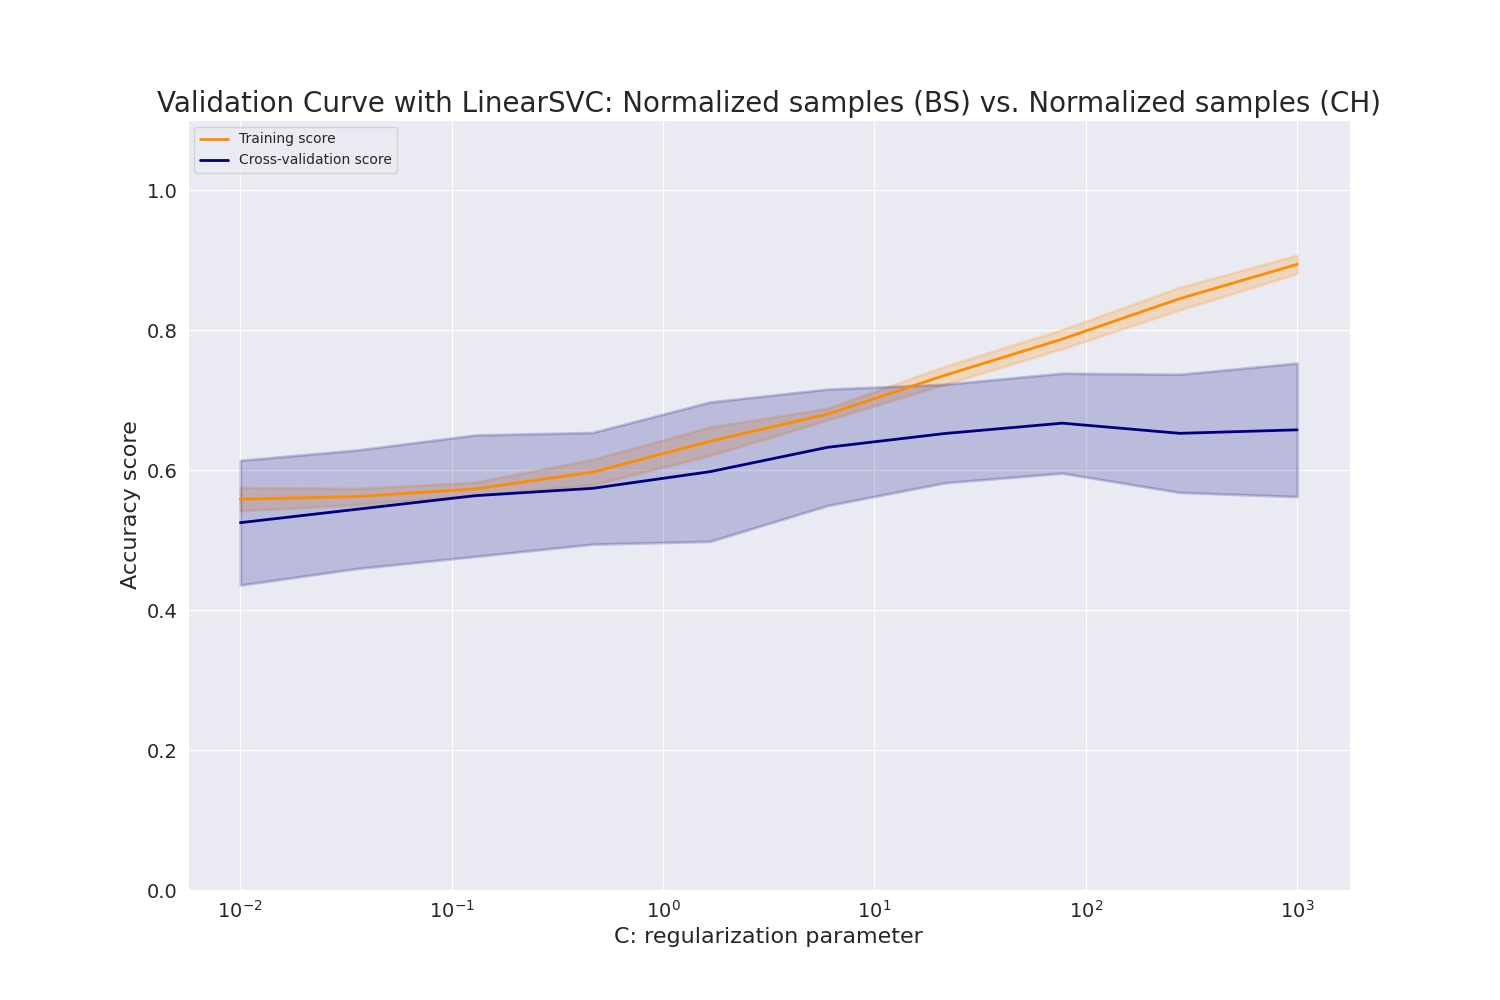 Validation Curve with LinearSVC: Normalized samples (BS) vs. Normalized samples (CH)
Training score
Cross-validation score
1.0
0.8
0.6
0.4
0.2
0.0
Accuracy score
10⁻² 10⁻¹ 10⁰ 10¹ 10² 10³
C: regularization parameter